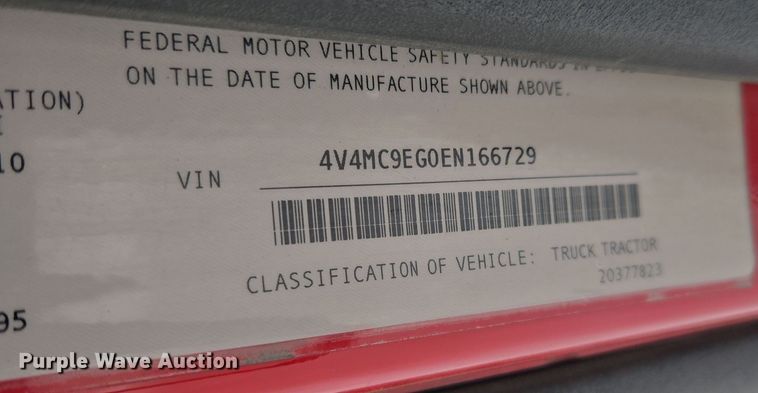 FEDERAL MOTOR VEHICLE SAFETY STANDARDS IN
ON THE DATE OF MANUFACTURE SHOWN ABOVE.
ATION)
10
VIN 4V4MC9EG0EN166729
CLASSIFICATION OF VEHICLE: TRUCK TRACTOR
20377823
95
Purple Wave Auction